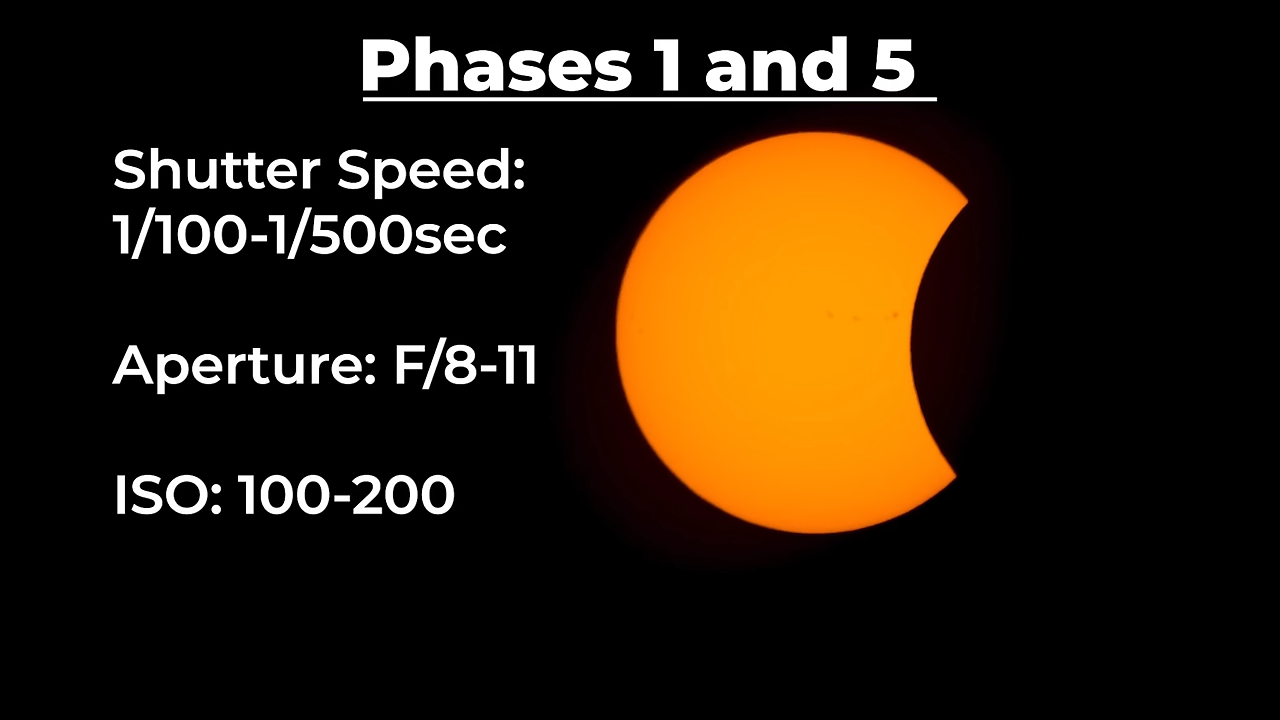 Phases 1 and 5
Shutter Speed:
1/100-1/500sec
Aperture: F/8-11
ISO: 100-200